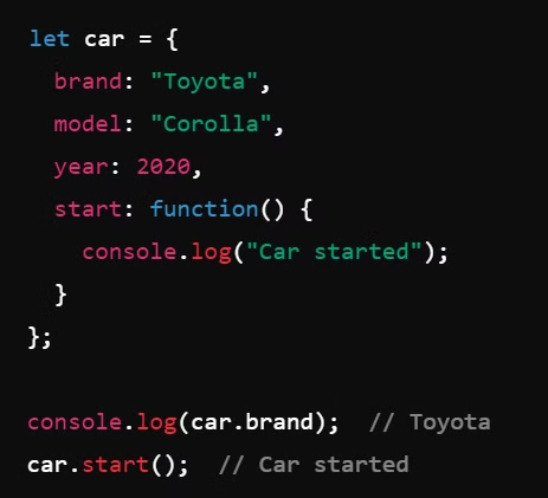 let car = {
  brand: "Toyota",
  model: "Corolla",
  year: 2020,
  start: function() {
    console.log("Car started");
  }
};

console.log(car.brand);  // Toyota
car.start();  // Car started